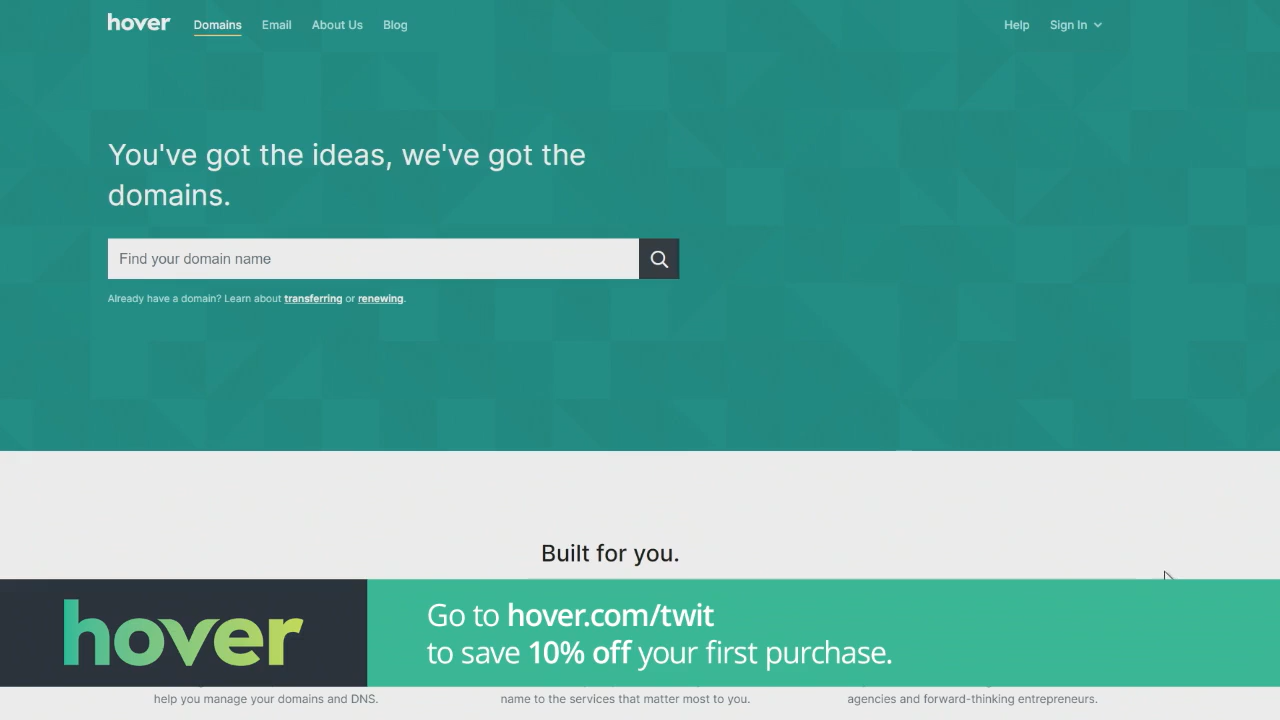 hover Domains Email About Us Blog Help Sign In
You've got the ideas, we've got the
domains.
Find your domain name
Already have a domain? Learn about transferring or renewing.
Built for you.
hover
Go to hover.com/twit
to save 10% off your first purchase.
help you manage your domains and DNS. name to the services that matter most to you. agencies and forward-thinking entrepreneurs.